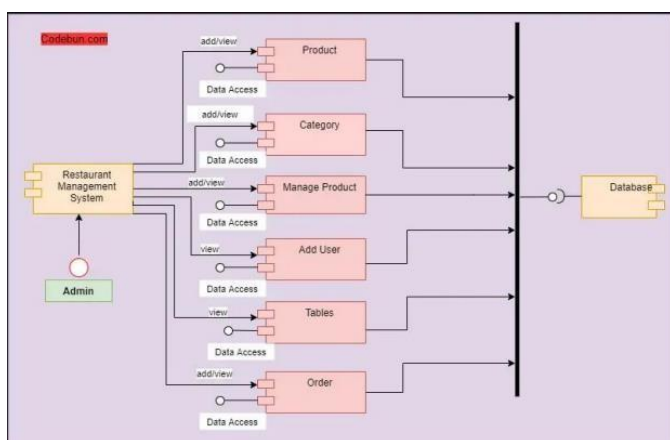 Codebun.com
add/view
Product
Data Access
add/view
Category
Data Access
Restaurant
Management
System
add/view
Manage Product
Data Access
Database
view
Add User
Data Access
Admin
view
Tables
Data Access
add/view
Order
Data Access